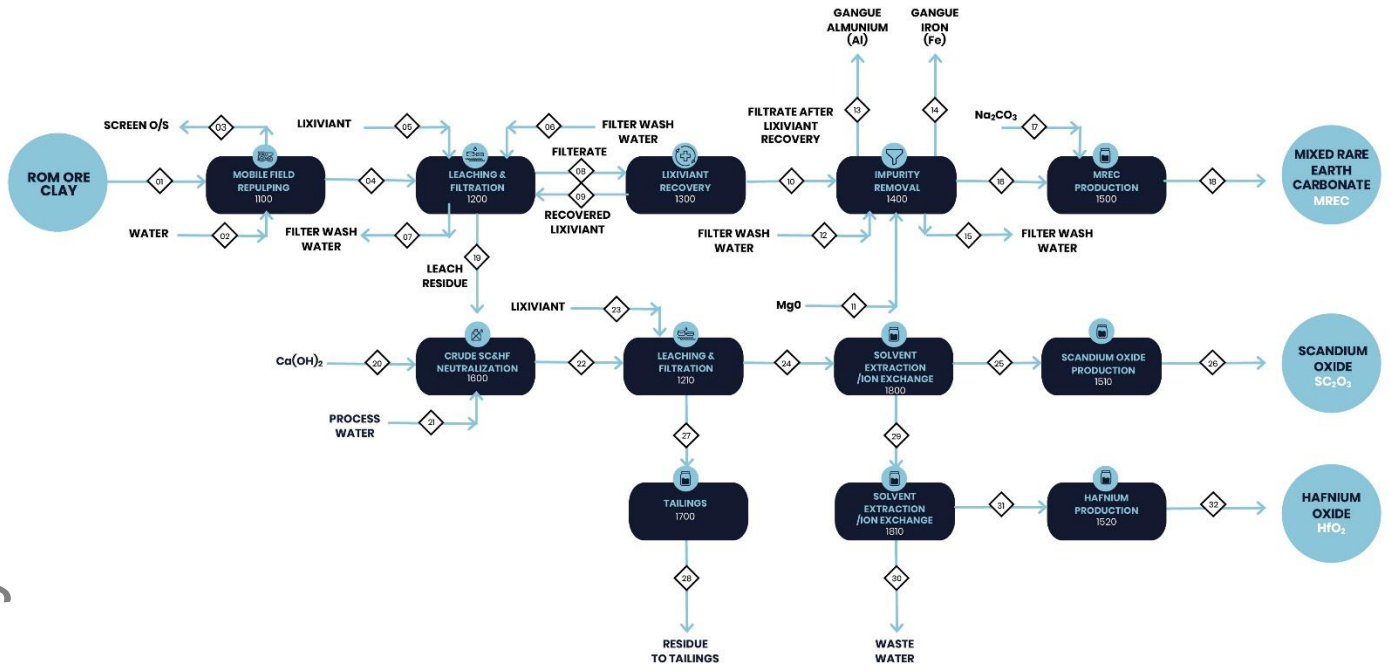 GANGUE
ALMUNIUM
(Al)
GANGUE
IRON
(Fe)
13
14
SCREEN O/S
03
LIXIVIANT
05
06
FILTER WASH
WATER
FILTRATE AFTER
LIXIVIANT
RECOVERY
Na₂CO₃
17
ROM ORE
CLAY
01
MOBILE FIELD
REPULPING
1100
04
LEACHING &
FILTRATION
1200
FILTERATE
08
09
RECOVERED
LIXIVIANT
LIXIVIANT
RECOVERY
1300
10
IMPURITY
REMOVAL
1400
16
MREC
PRODUCTION
1500
18
MIXED RARE
EARTH
CARBONATE
MREC
WATER
02
FILTER WASH
WATER
07
FILTER WASH
WATER
12
15
FILTER WASH
WATER
19
LEACH
RESIDUE
LIXIVIANT
23
MgO
11
Ca(OH)₂
20
CRUDE SC&HF
NEUTRALIZATION
1600
22
LEACHING &
FILTRATION
1210
24
SOLVENT
EXTRACTION
/ION EXCHANGE
1800
25
SCANDIUM OXIDE
PRODUCTION
1510
26
SCANDIUM
OXIDE
SC₂O₃
PROCESS
WATER
21
27
29
TAILINGS
1700
SOLVENT
EXTRACTION
/ION EXCHANGE
1810
31
HAFNIUM
PRODUCTION
1520
32
HAFNIUM
OXIDE
HfO₂
28
30
RESIDUE
TO TAILINGS
WASTE
WATER